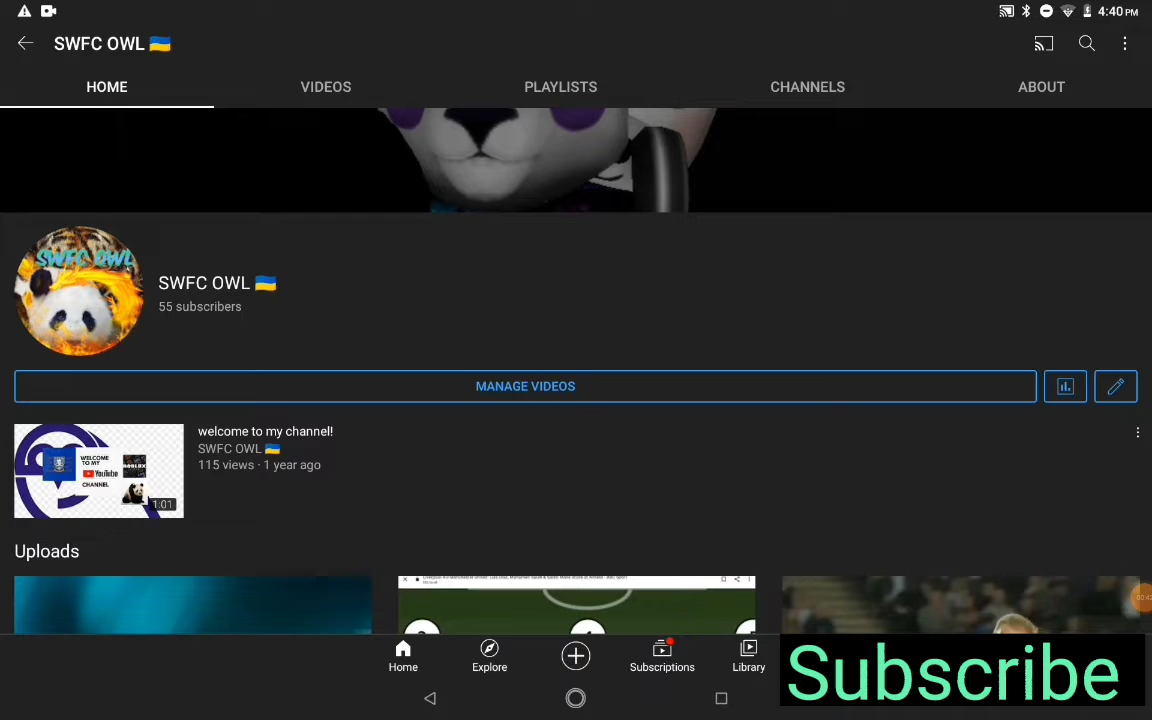 4:40 PM
SWFC OWL 🇺🇦
HOME VIDEOS PLAYLISTS CHANNELS ABOUT
SWFC OWL
SWFC OWL 🇺🇦
55 subscribers
MANAGE VIDEOS
welcome to my channel!
SWFC OWL 🇺🇦
115 views · 1 year ago
WELCOME
TO MY
YouTube
CHANNEL
ROBLOX
1:01
Uploads
Home Explore Subscriptions Library
Subscribe